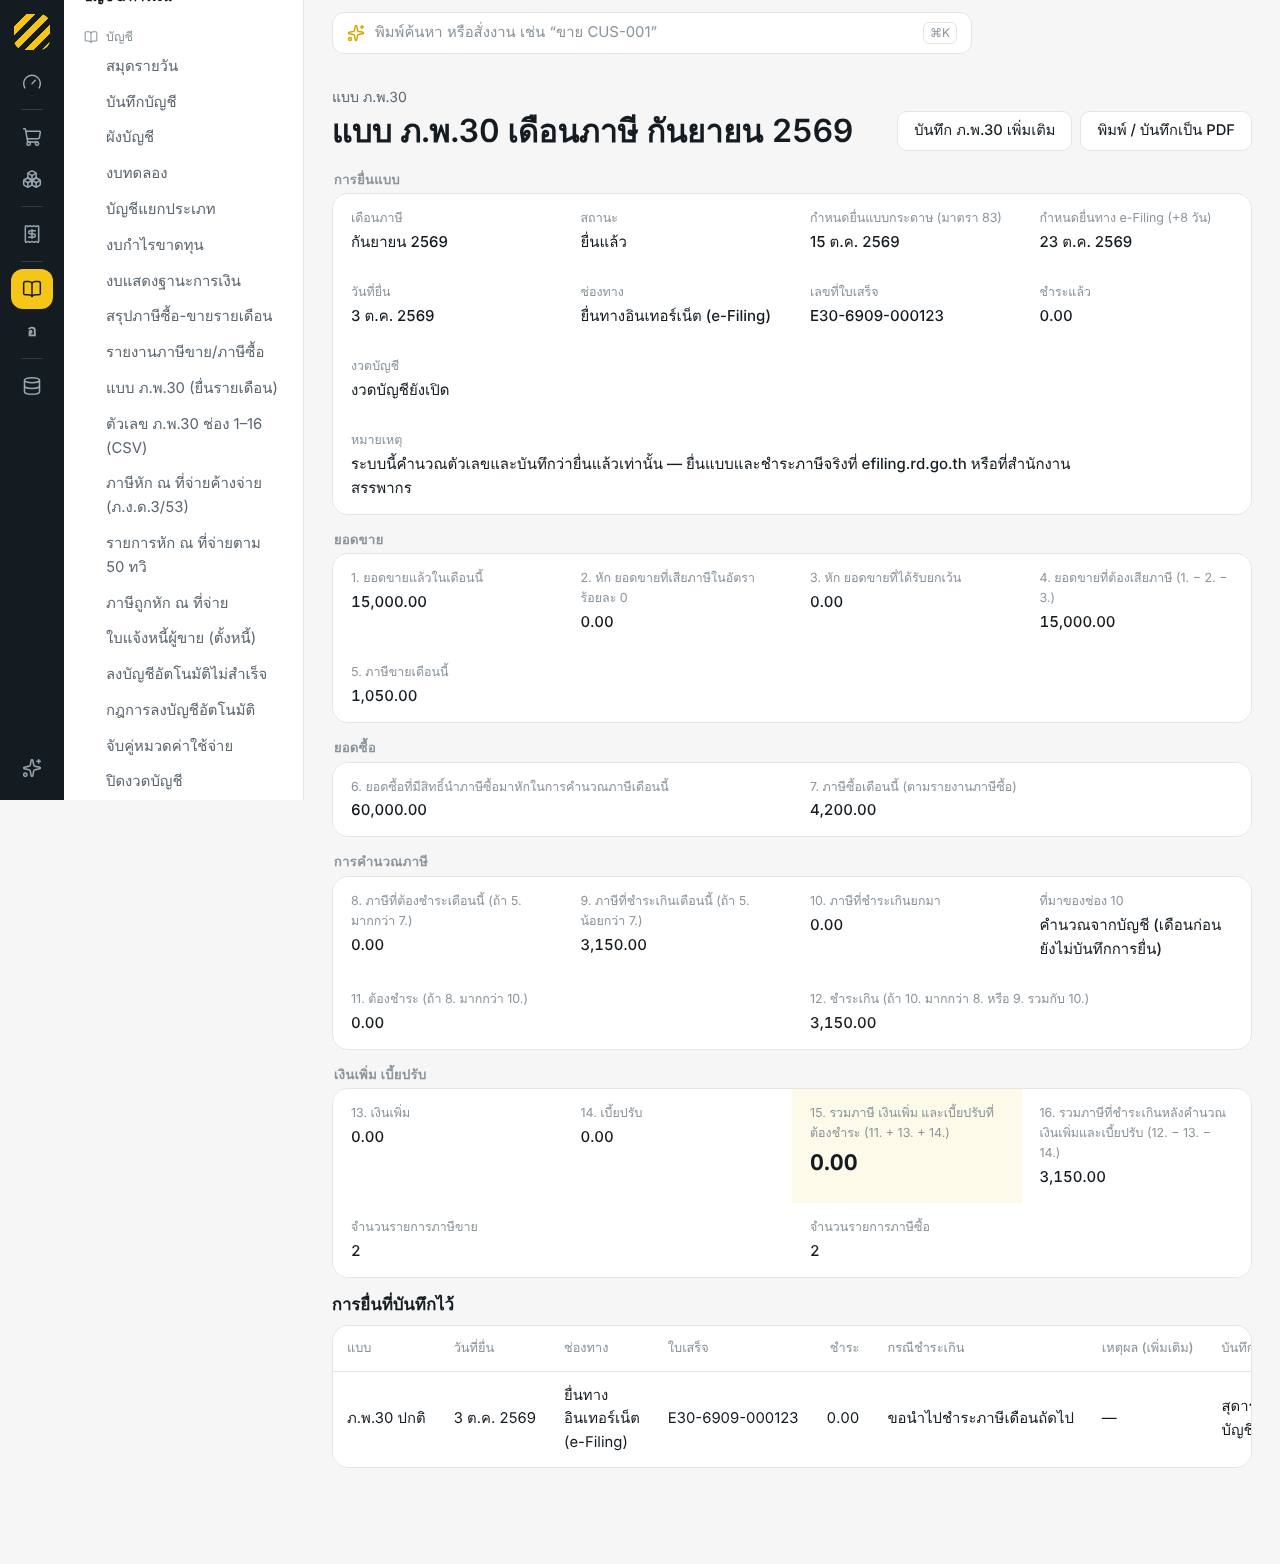 บัญชี
สมุดรายวัน
บันทึกบัญชี
ผังบัญชี
งบทดลอง
บัญชีแยกประเภท
งบกำไรขาดทุน
งบแสดงฐานะการเงิน
สรุปภาษีซื้อ-ขายรายเดือน
รายงานภาษีขาย/ภาษีซื้อ
แบบ ภ.พ.30 (ยื่นรายเดือน)
ตัวเลข ภ.พ.30 ช่อง 1–16
(CSV)
ภาษีหัก ณ ที่จ่ายค้างจ่าย
(ภ.ง.ด.3/53)
รายการหัก ณ ที่จ่ายตาม
50 ทวิ
ภาษีถูกหัก ณ ที่จ่าย
ใบแจ้งหนี้ผู้ขาย (ตั้งหนี้)
ลงบัญชีอัตโนมัติไม่สำเร็จ
กฎการลงบัญชีอัตโนมัติ
จับคู่หมวดค่าใช้จ่าย
ปิดงวดบัญชี
อ
พิมพ์ค้นหา หรือสั่งงาน เช่น “ขาย CUS-001”
⌘K
แบบ ภ.พ.30
แบบ ภ.พ.30 เดือนภาษี กันยายน 2569
บันทึก ภ.พ.30 เพิ่มเติม
พิมพ์ / บันทึกเป็น PDF
การยื่นแบบ
เดือนภาษี
กันยายน 2569
สถานะ
ยื่นแล้ว
กำหนดยื่นแบบกระดาษ (มาตรา 83)
15 ต.ค. 2569
กำหนดยื่นทาง e-Filing (+8 วัน)
23 ต.ค. 2569
วันที่ยื่น
3 ต.ค. 2569
ช่องทาง
ยื่นทางอินเทอร์เน็ต (e-Filing)
เลขที่ใบเสร็จ
E30-6909-000123
ชำระแล้ว
0.00
งวดบัญชี
งวดบัญชียังเปิด
หมายเหตุ
ระบบนี้คำนวณตัวเลขและบันทึกว่ายื่นแล้วเท่านั้น — ยื่นแบบและชำระภาษีจริงที่ efiling.rd.go.th หรือที่สำนักงาน
สรรพากร
ยอดขาย
1. ยอดขายแล้วในเดือนนี้
15,000.00
2. หัก ยอดขายที่เสียภาษีในอัตรา
ร้อยละ 0
0.00
3. หัก ยอดขายที่ได้รับยกเว้น
0.00
4. ยอดขายที่ต้องเสียภาษี (1. − 2. −
3.)
15,000.00
5. ภาษีขายเดือนนี้
1,050.00
ยอดซื้อ
6. ยอดซื้อที่มีสิทธิ์นำภาษีซื้อมาหักในการคำนวณภาษีเดือนนี้
60,000.00
7. ภาษีซื้อเดือนนี้ (ตามรายงานภาษีซื้อ)
4,200.00
การคำนวณภาษี
8. ภาษีที่ต้องชำระเดือนนี้ (ถ้า 5.
มากกว่า 7.)
0.00
9. ภาษีที่ชำระเกินเดือนนี้ (ถ้า 5.
น้อยกว่า 7.)
3,150.00
10. ภาษีที่ชำระเกินยกมา
0.00
ที่มาของช่อง 10
คำนวณจากบัญชี (เดือนก่อน
ยังไม่บันทึกการยื่น)
11. ต้องชำระ (ถ้า 8. มากกว่า 10.)
0.00
12. ชำระเกิน (ถ้า 10. มากกว่า 8. หรือ 9. รวมกับ 10.)
3,150.00
เงินเพิ่ม เบี้ยปรับ
13. เงินเพิ่ม
0.00
14. เบี้ยปรับ
0.00
15. รวมภาษี เงินเพิ่ม และเบี้ยปรับที่
ต้องชำระ (11. + 13. + 14.)
0.00
16. รวมภาษีที่ชำระเกินหลังคำนวณ
เงินเพิ่มและเบี้ยปรับ (12. − 13. −
14.)
3,150.00
จำนวนรายการภาษีขาย
2
จำนวนรายการภาษีซื้อ
2
การยื่นที่บันทึกไว้
แบบ วันที่ยื่น ช่องทาง ใบเสร็จ ชำระ กรณีชำระเกิน เหตุผล (เพิ่มเติม)
ภ.พ.30 ปกติ 3 ต.ค. 2569
ยื่นทาง
อินเทอร์เน็ต
(e-Filing)
E30-6909-000123 0.00 ขอนำไปชำระภาษีเดือนถัดไป —